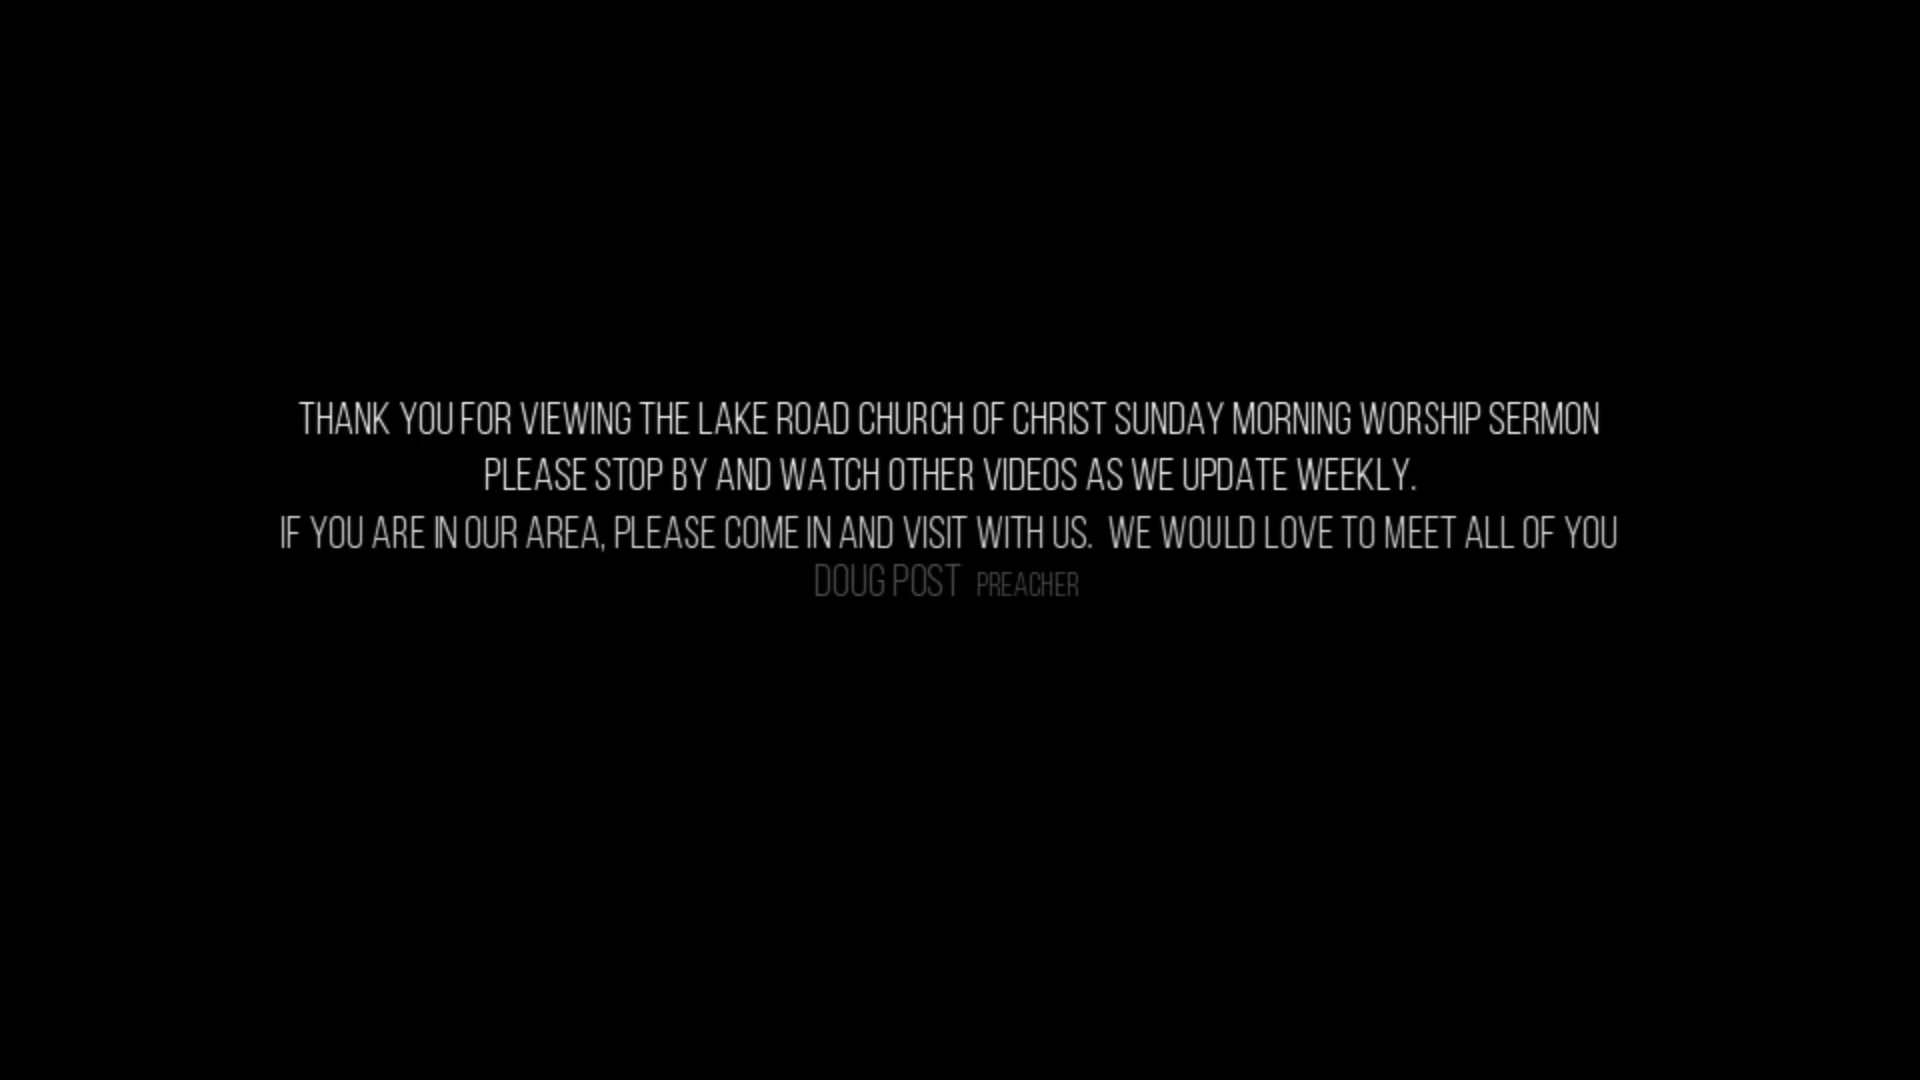 THANK YOU FOR VIEWING THE LAKE ROAD CHURCH OF CHRIST SUNDAY MORNING WORSHIP SERMON
PLEASE STOP BY AND WATCH OTHER VIDEOS AS WE UPDATE WEEKLY.
IF YOU ARE IN OUR AREA, PLEASE COME IN AND VISIT WITH US. WE WOULD LOVE TO MEET ALL OF YOU
DOUG POST PREACHER